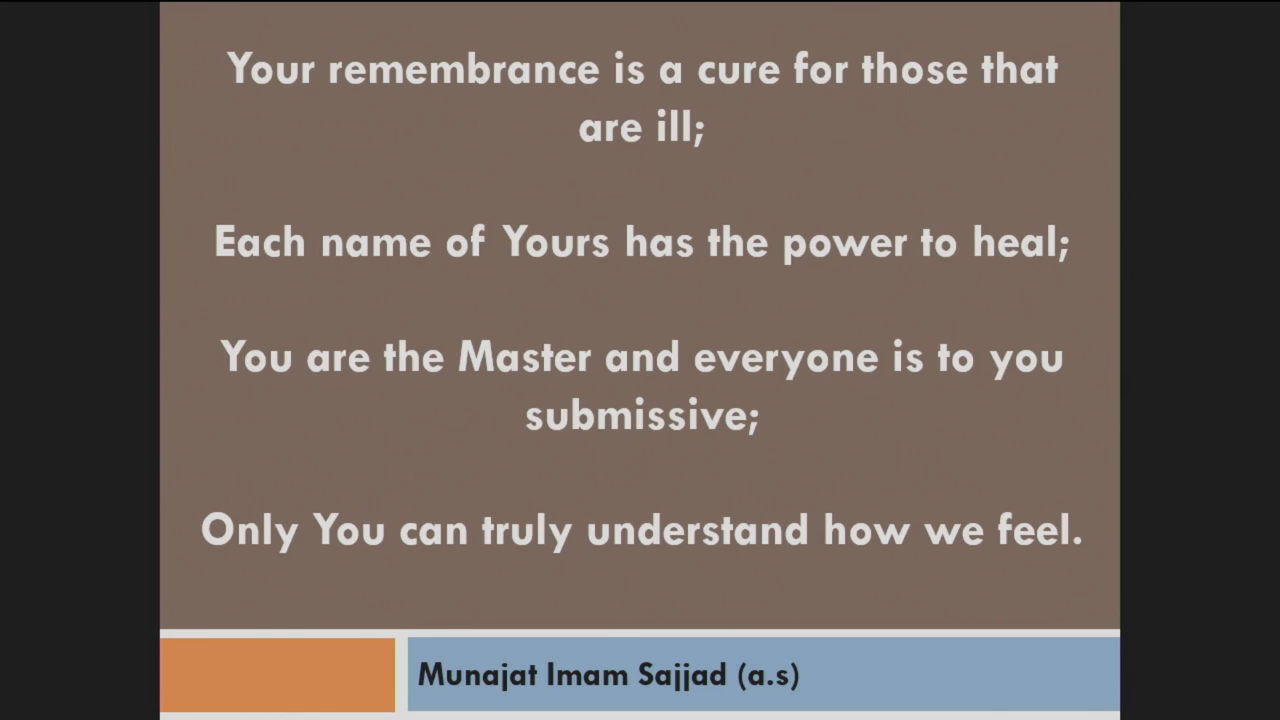 Your remembrance is a cure for those that
are ill;
Each name of Yours has the power to heal;
You are the Master and everyone is to you
submissive;
Only You can truly understand how we feel.
Munajat Imam Sajjad (a.s)